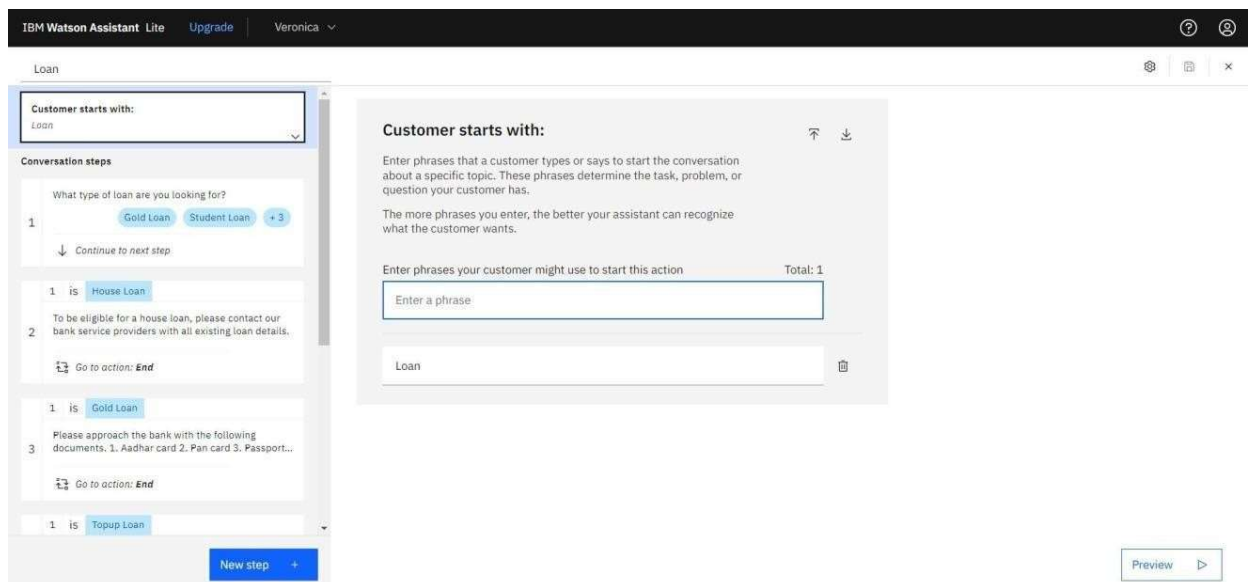 IBM Watson Assistant Lite Upgrade Veronica
Loan
Customer starts with:
Loan
Conversation steps
1
What type of loan are you looking for?
Gold Loan Student Loan + 3
Continue to next step
1 is House Loan
2
To be eligible for a house loan, please contact our
bank service providers with all existing loan details.
Go to action: End
1 is Gold Loan
3
Please approach the bank with the following
documents. 1. Aadhar card 2. Pan card 3. Passport...
Go to action: End
1 is Topup Loan
New step +
Customer starts with:
Enter phrases that a customer types or says to start the conversation
about a specific topic. These phrases determine the task, problem, or
question your customer has.
The more phrases you enter, the better your assistant can recognize
what the customer wants.
Enter phrases your customer might use to start this action Total: 1
Enter a phrase
Loan
Preview